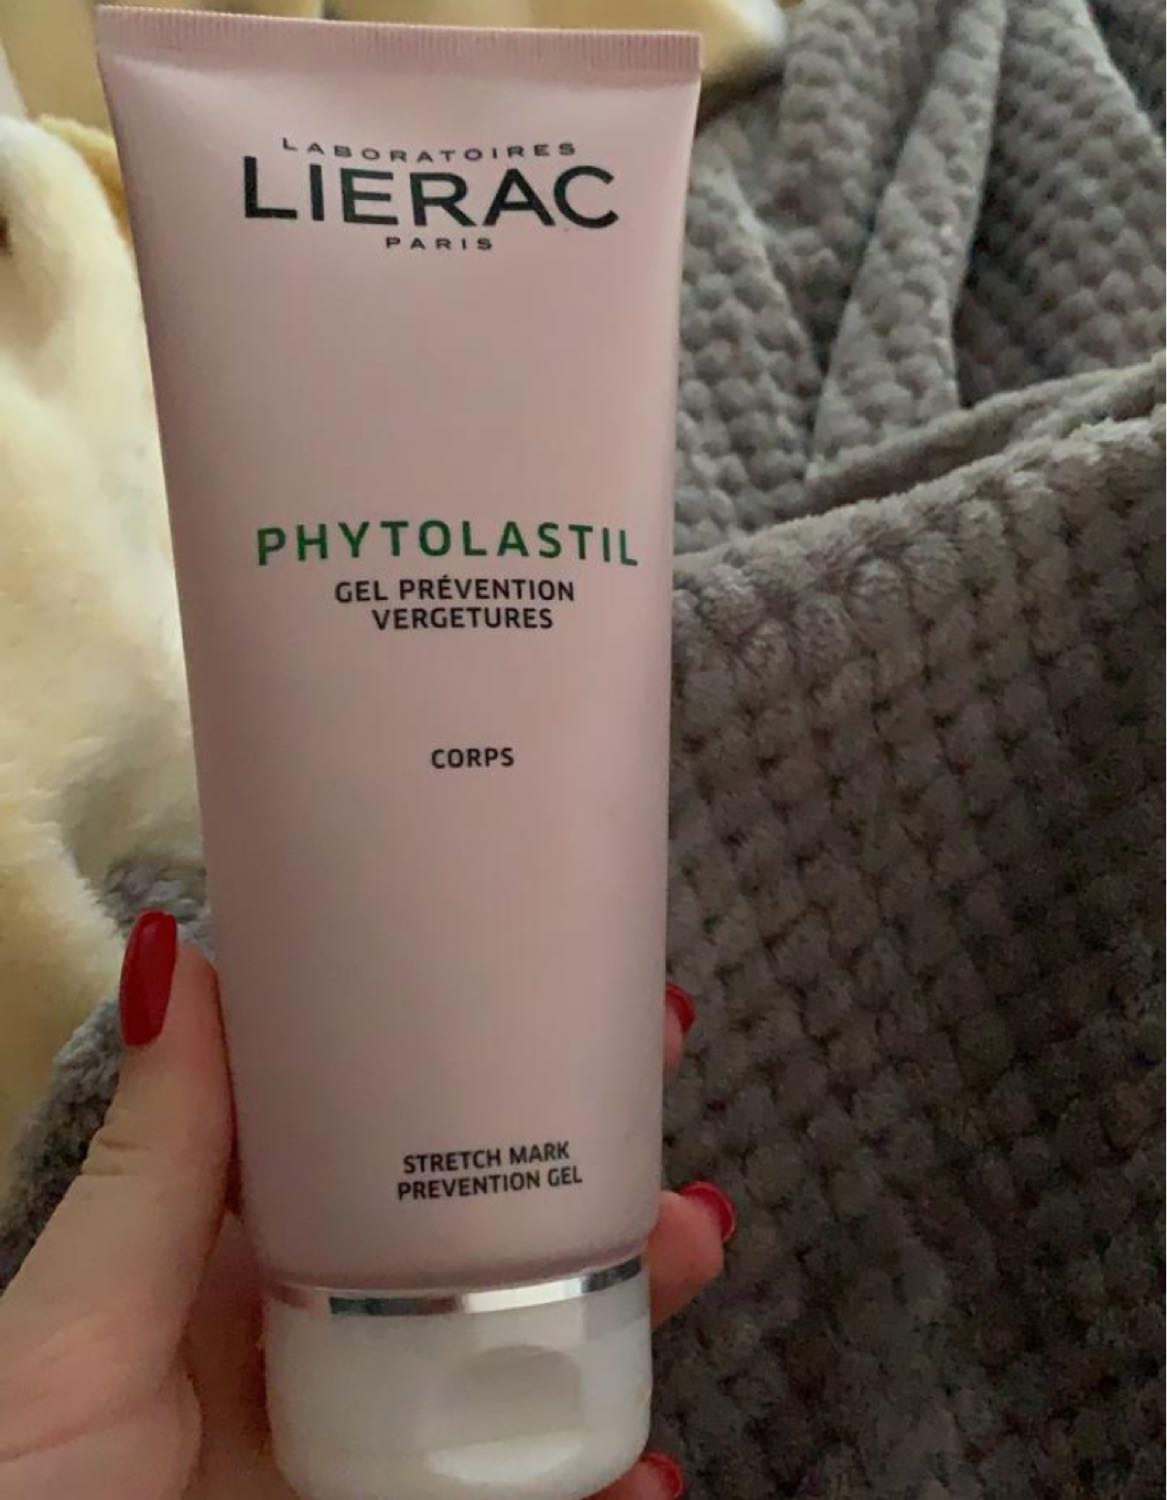 LABORATOIRES
LIERAC
PARIS
PHYTOLASTIL
GEL PRÉVENTION
VERGETURES
CORPS
STRETCH MARK
PREVENTION GEL